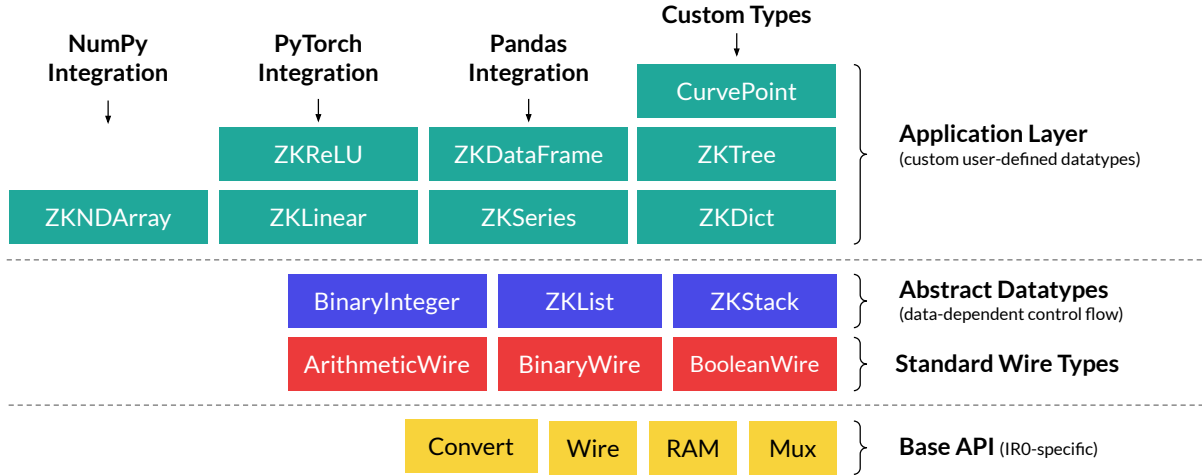 Custom Types
NumPy
Integration
PyTorch
Integration
Pandas
Integration
CurvePoint
ZKReLU
ZKDataFrame
ZKTree
Application Layer
(custom user-defined datatypes)
ZKNDArray
ZKLinear
ZKSeries
ZKDict
BinaryInteger
ZKList
ZKStack
Abstract Datatypes
(data-dependent control flow)
ArithmeticWire
BinaryWire
BooleanWire
Standard Wire Types
Convert
Wire
RAM
Mux
Base API (IR0-specific)